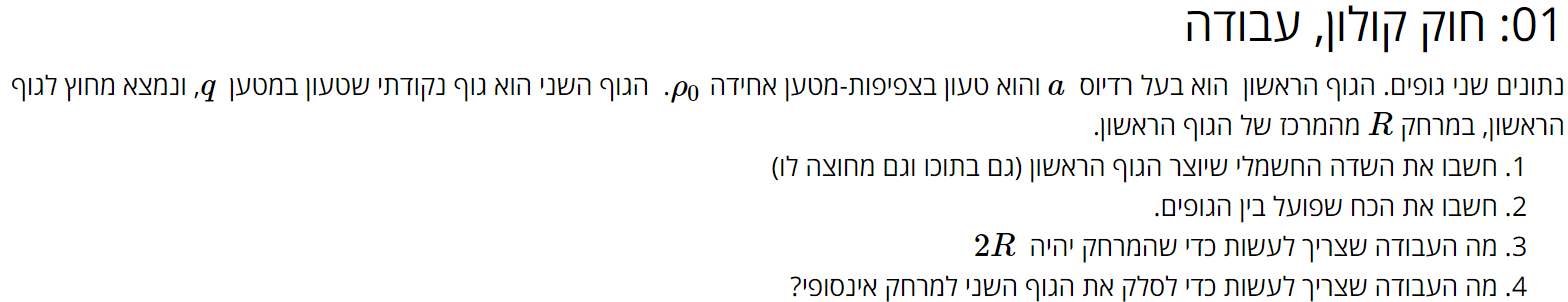 01: חוק קולון, עבודה
נתונים שני גופים. הגוף הראשון הוא בעל רדיוס a והוא טעון בצפיפות-מטען אחידה ρ₀. הגוף השני הוא גוף נקודתי שטעון במטען q, ונמצא מחוץ לגוף
הראשון, במרחק R מהמרכז של הגוף הראשון.
1. חשבו את השדה החשמלי שיוצר הגוף הראשון (גם בתוכו וגם מחוצה לו)
2. חשבו את הכח שפועל בין הגופים.
3. מה העבודה שצריך לעשות כדי שהמרחק יהיה 2R
4. מה העבודה שצריך לעשות כדי לסלק את הגוף השני למרחק אינסופי?